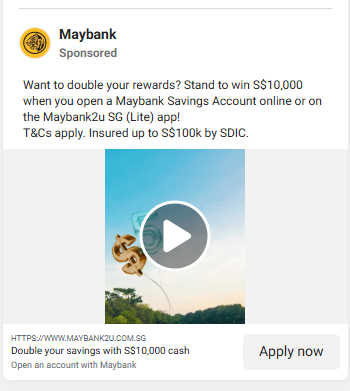 Maybank
Sponsored
Want to double your rewards? Stand to win S$10,000
when you open a Maybank Savings Account online or on
the Maybank2u SG (Lite) app!
T&Cs apply. Insured up to S$100k by SDIC.
$
HTTPS://WWW.MAYBANK2U.COM.SG
Double your savings with S$10,000 cash
Open an account with Maybank
Apply now